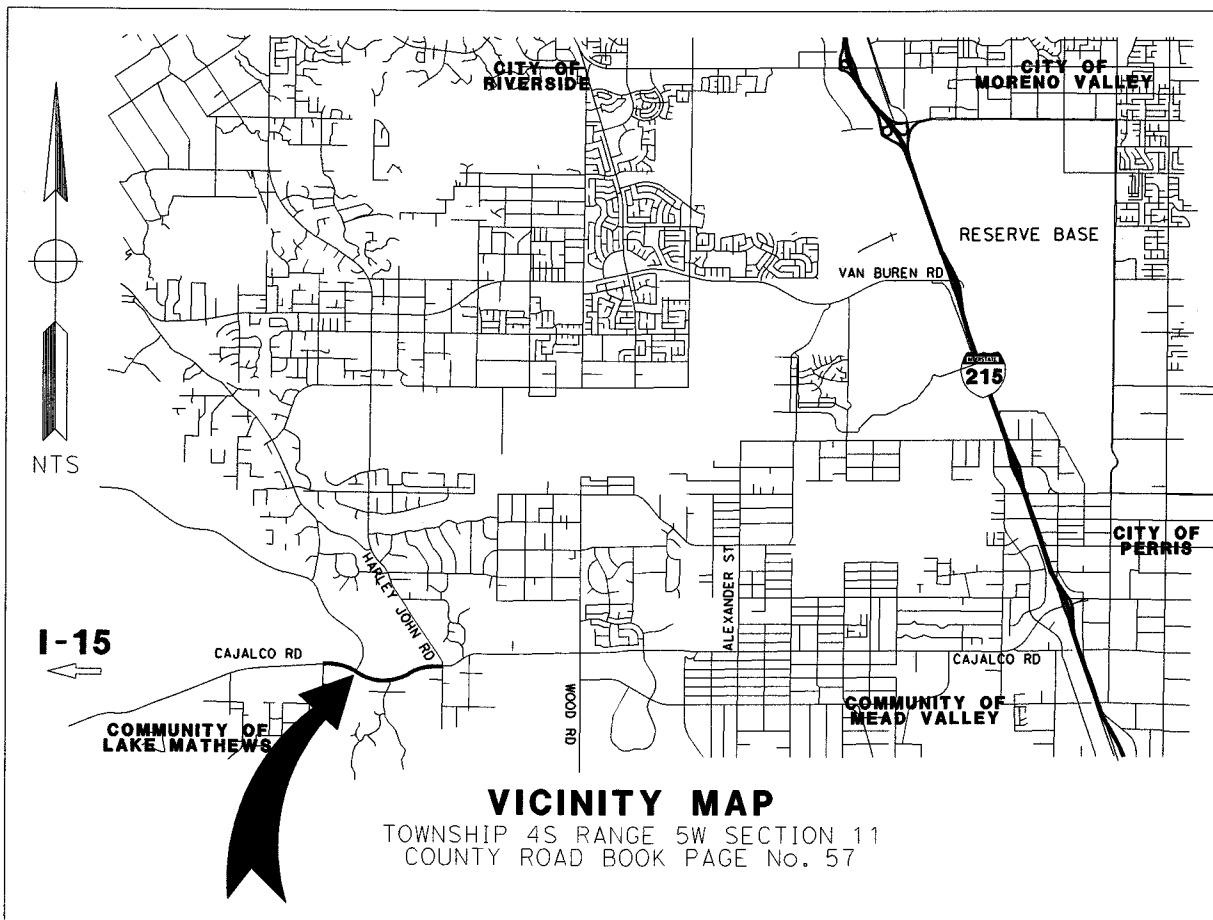 CITY OF
RIVERSIDE
CITY OF
MORENO VALLEY
RESERVE BASE
VAN BUREN RD
INTERSTATE
215
NTS
CITY OF
PERRIS
HARLEY JOHN RD
ALEXANDER ST
I-15
CAJALCO RD
CAJALCO RD
WOOD RD
COMMUNITY OF
LAKE MATHEWS
COMMUNITY OF
MEAD VALLEY
VICINITY MAP
TOWNSHIP 4S RANGE 5W SECTION 11
COUNTY ROAD BOOK PAGE No. 57